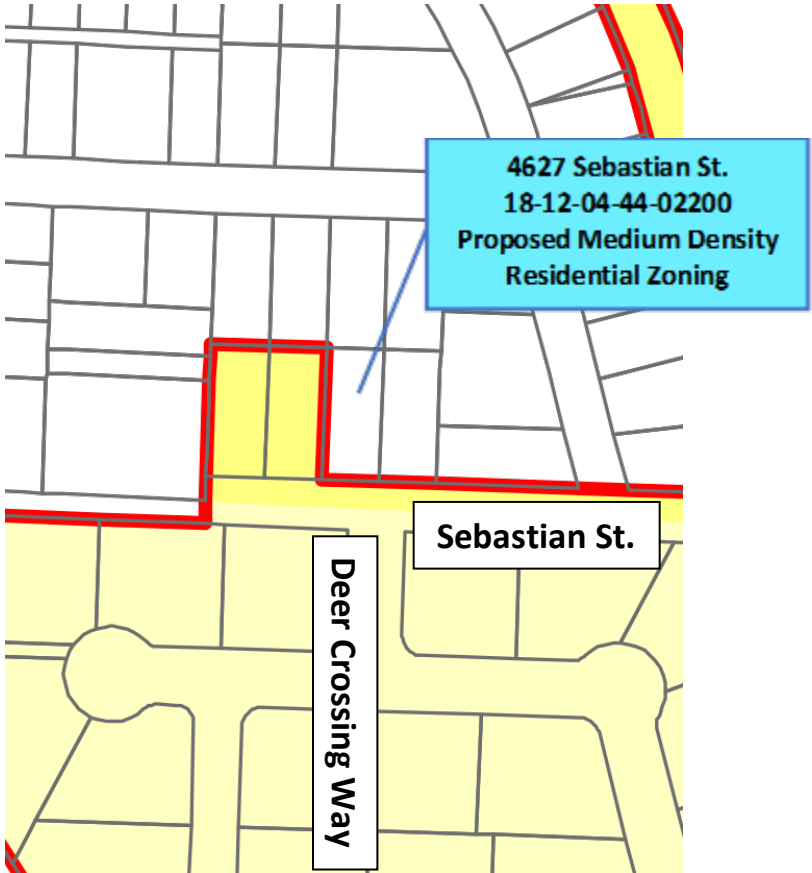 4627 Sebastian St.
18-12-04-44-02200
Proposed Medium Density
Residential Zoning
Sebastian St.
Deer Crossing Way